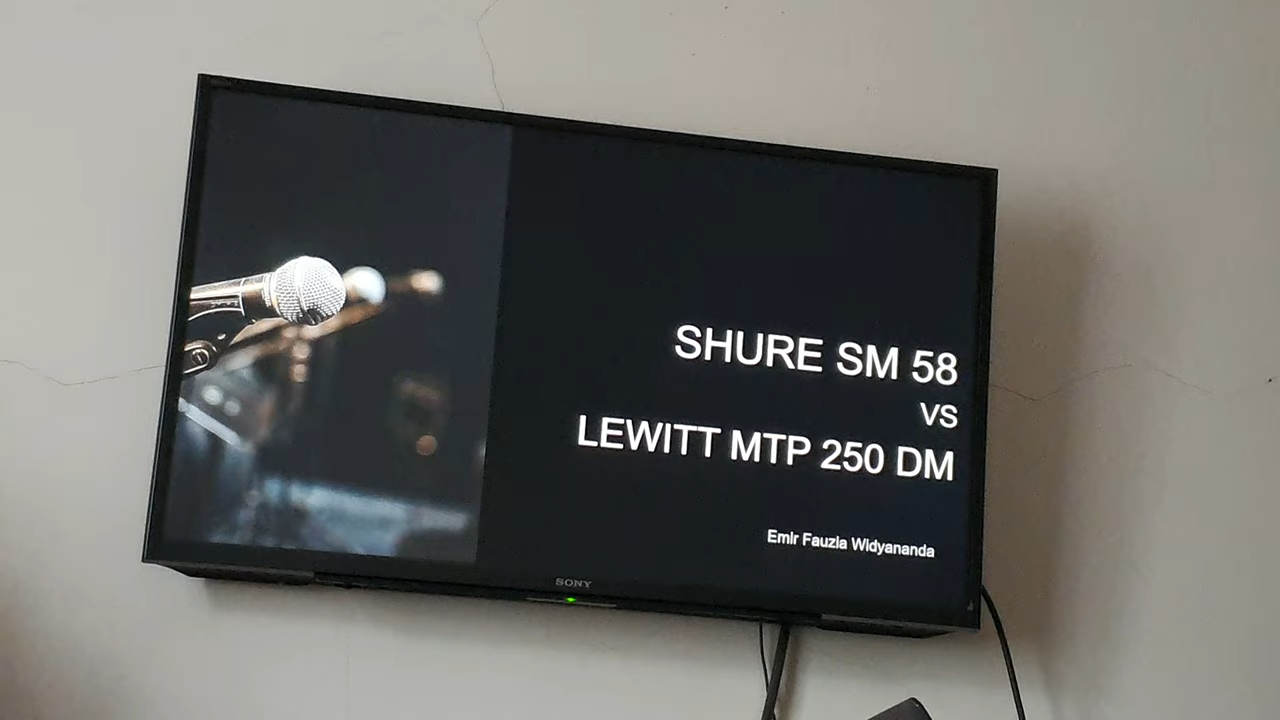 SHURE SM 58
VS
LEWITT MTP 250 DM
Emir Fauzia Widyananda
SONY